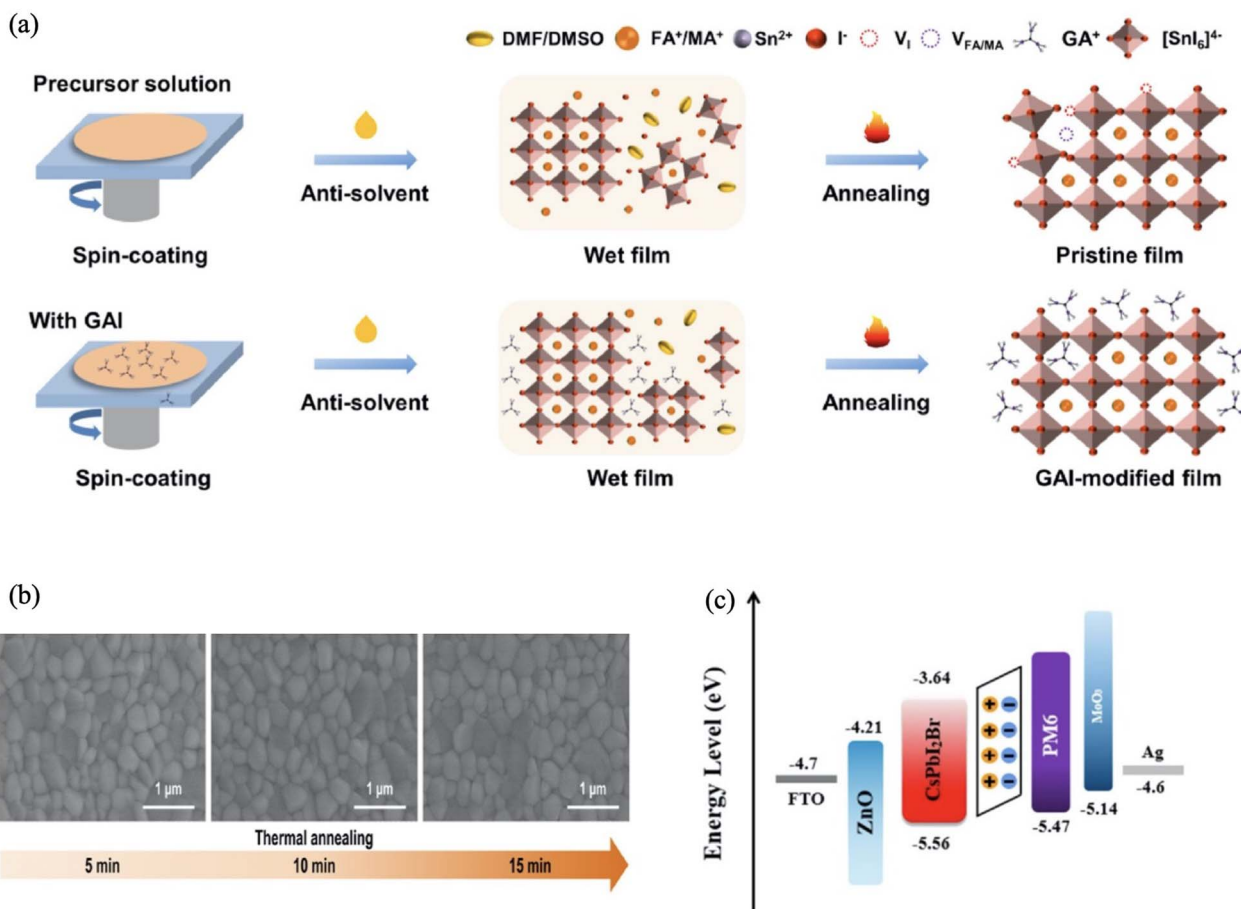 (a)
DMF/DMSO FA⁺/MA⁺ Sn²⁺ I⁻ V_I V_FA/MA GA⁺ [SnI₆]⁴⁻
Precursor solution
Anti-solvent
Annealing
Spin-coating
Wet film
Pristine film
With GAI
Anti-solvent
Annealing
Spin-coating
Wet film
GAI-modified film
(b)
1 µm
1 µm
1 µm
Thermal annealing
5 min 10 min 15 min
(c)
Energy Level (eV)
-4.7
FTO
-4.21
ZnO
-3.64
CsPbI₂Br
-5.56
+ −
+ −
+ −
+ −
PM6
-5.47
MoO₃
-5.14
Ag
-4.6